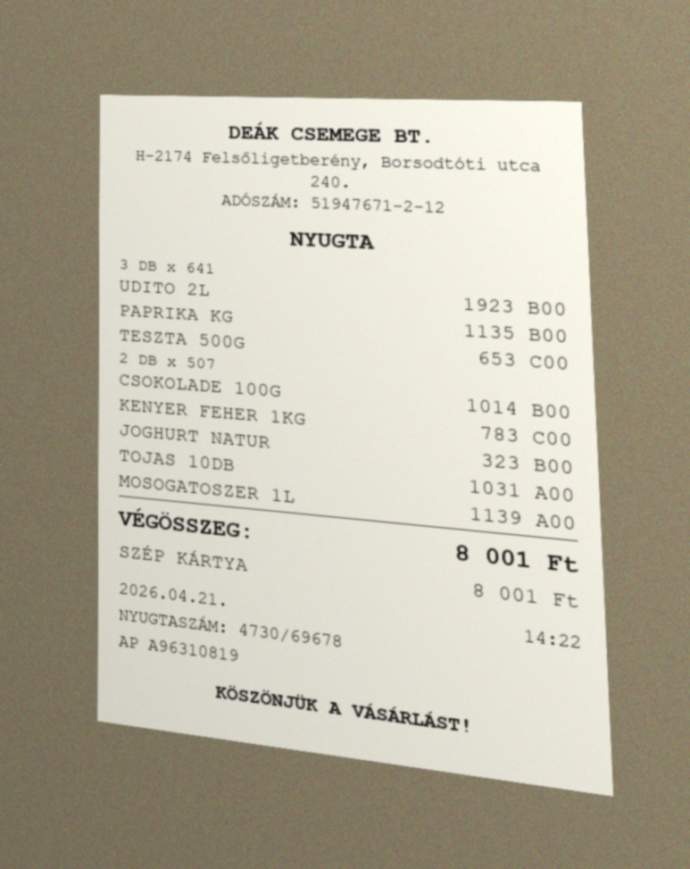 DEÁK CSEMEGE BT.
H-2174 Felsőligetberény, Borsodtóti utca
240.
ADÓSZÁM: 51947671-2-12
NYUGTA
3 DB x 641
UDITO 2L 1923 B00
PAPRIKA KG 1135 B00
TESZTA 500G 653 C00
2 DB x 507
CSOKOLADE 100G 1014 B00
KENYER FEHER 1KG 783 C00
JOGHURT NATUR 323 B00
TOJAS 10DB 1031 A00
MOSOGATOSZER 1L 1139 A00
VÉGÖSSZEG: 8 001 Ft
SZÉP KÁRTYA 8 001 Ft
2026.04.21. 14:22
NYUGTASZÁM: 4730/69678
AP A96310819
KÖSZÖNJÜK A VÁSÁRLÁST!